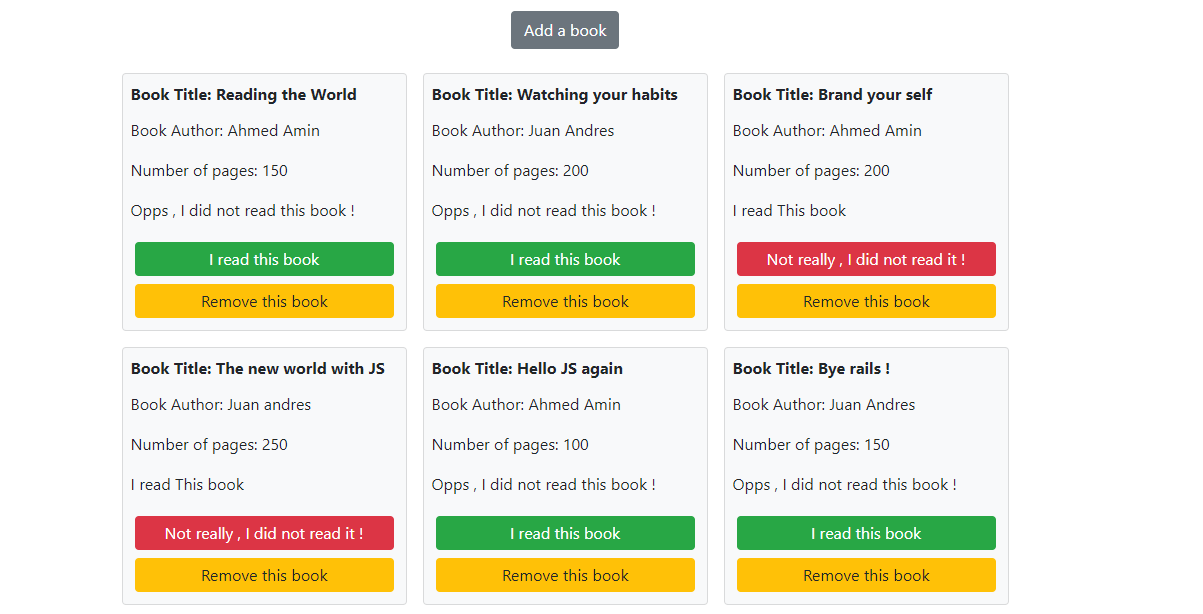 Add a book
Book Title: Reading the World
Book Author: Ahmed Amin
Number of pages: 150
Opps , I did not read this book !
I read this book
Remove this book
Book Title: Watching your habits
Book Author: Juan Andres
Number of pages: 200
Opps , I did not read this book !
I read this book
Remove this book
Book Title: Brand your self
Book Author: Ahmed Amin
Number of pages: 200
I read This book
Not really , I did not read it !
Remove this book
Book Title: The new world with JS
Book Author: Juan andres
Number of pages: 250
I read This book
Not really , I did not read it !
Remove this book
Book Title: Hello JS again
Book Author: Ahmed Amin
Number of pages: 100
Opps , I did not read this book !
I read this book
Remove this book
Book Title: Bye rails !
Book Author: Juan Andres
Number of pages: 150
Opps , I did not read this book !
I read this book
Remove this book